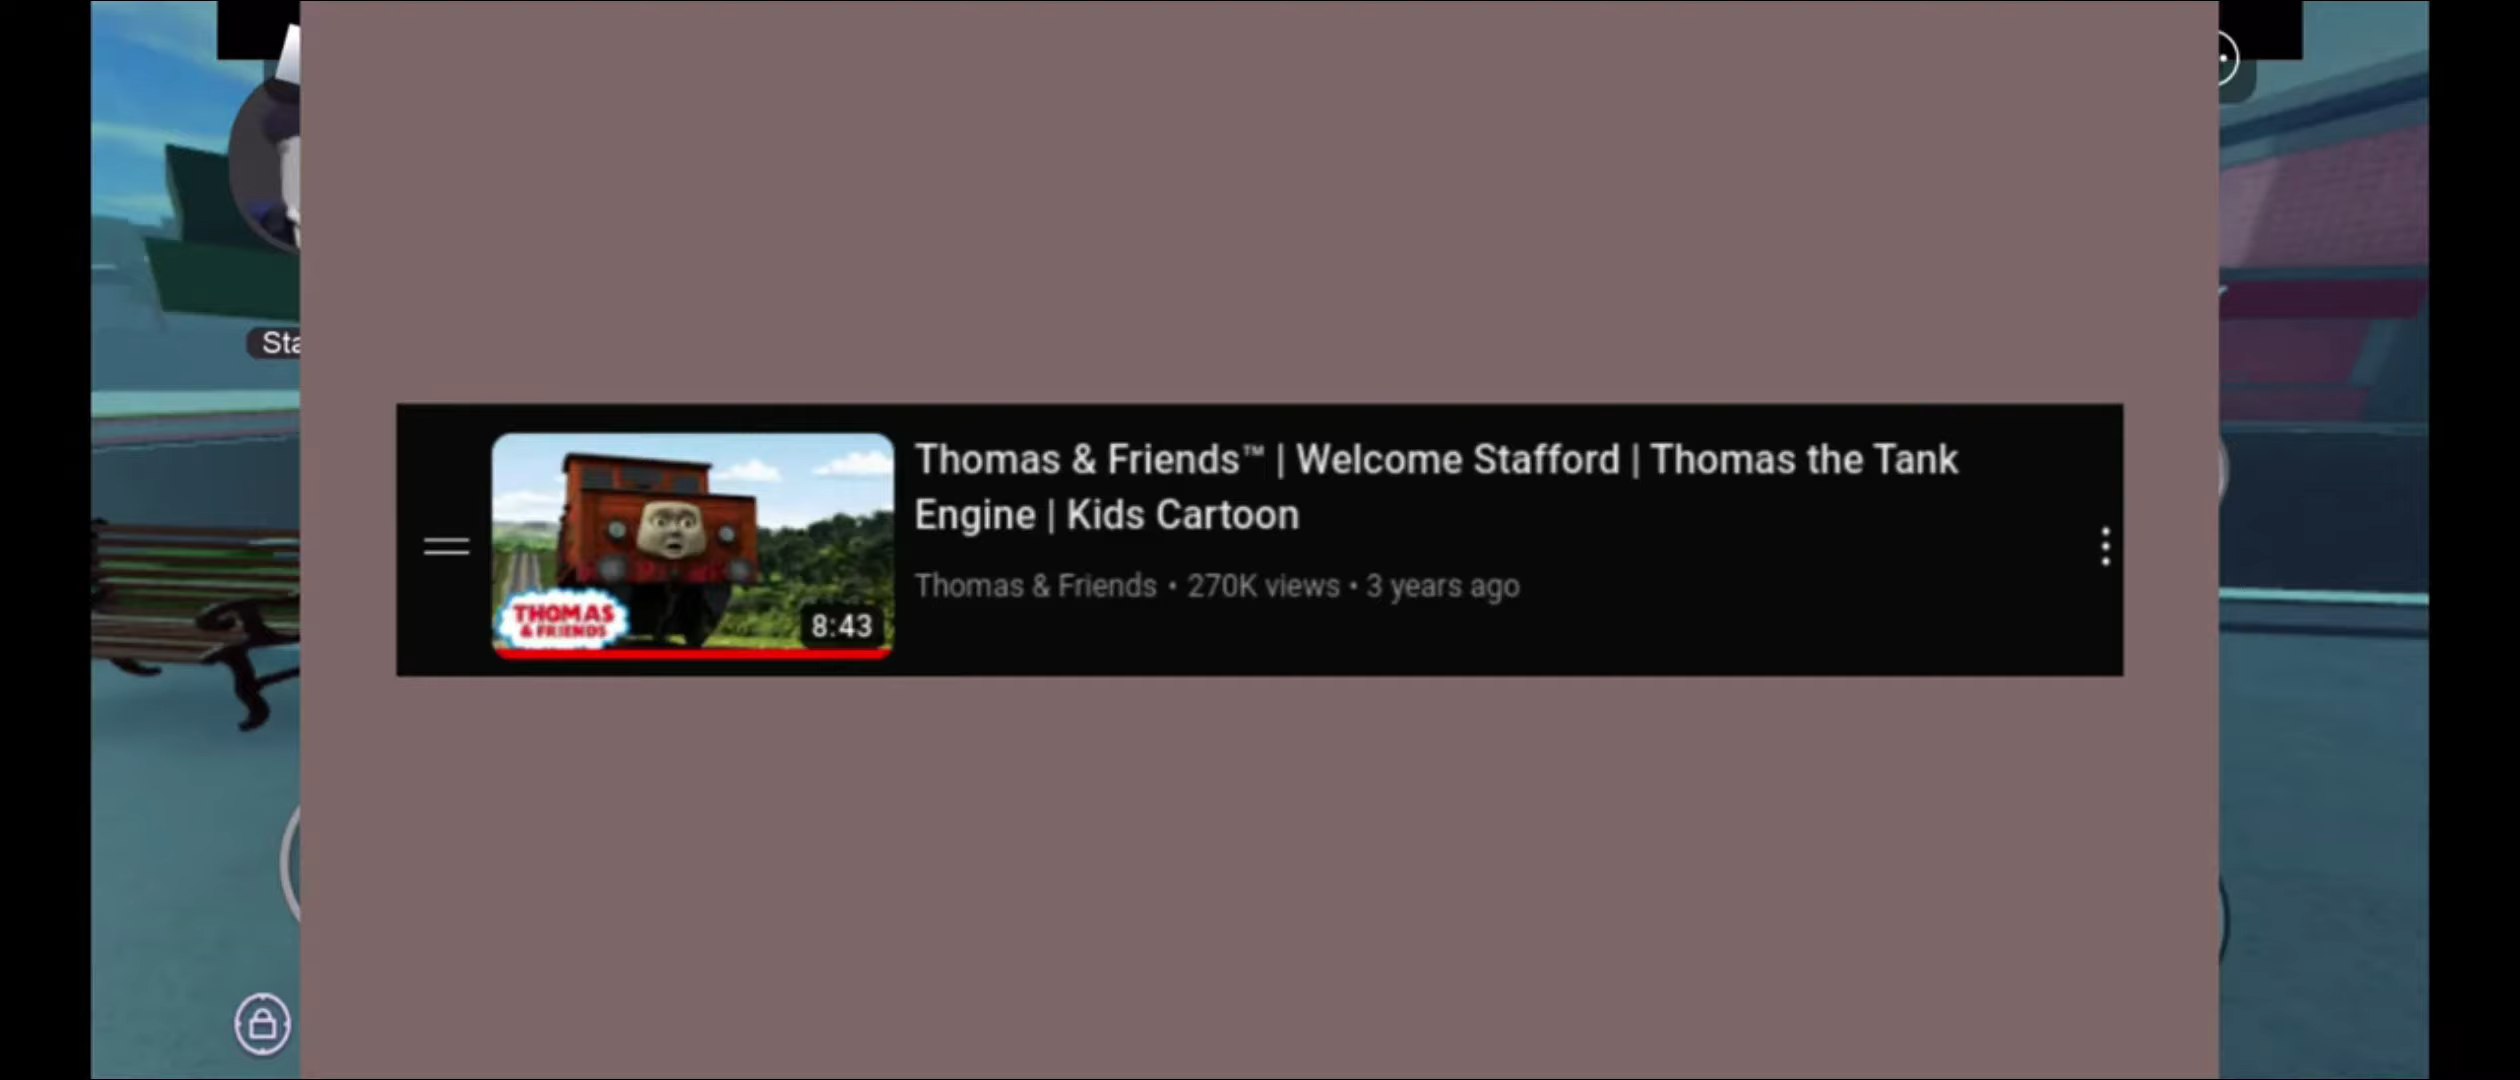 Sta
Thomas & Friends™ | Welcome Stafford | Thomas the Tank
Engine | Kids Cartoon
Thomas & Friends • 270K views • 3 years ago
THOMAS
& FRIENDS
8:43